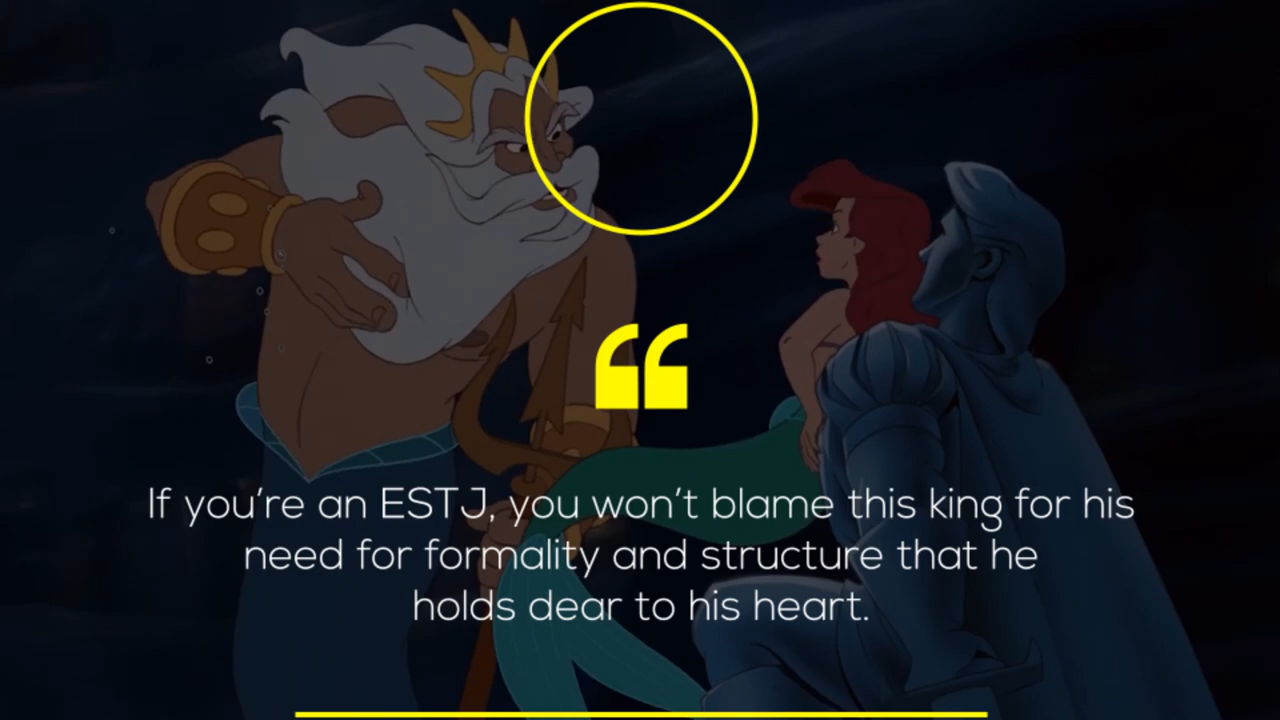 If you're an ESTJ, you won't blame this king for his
need for formality and structure that he
holds dear to his heart.